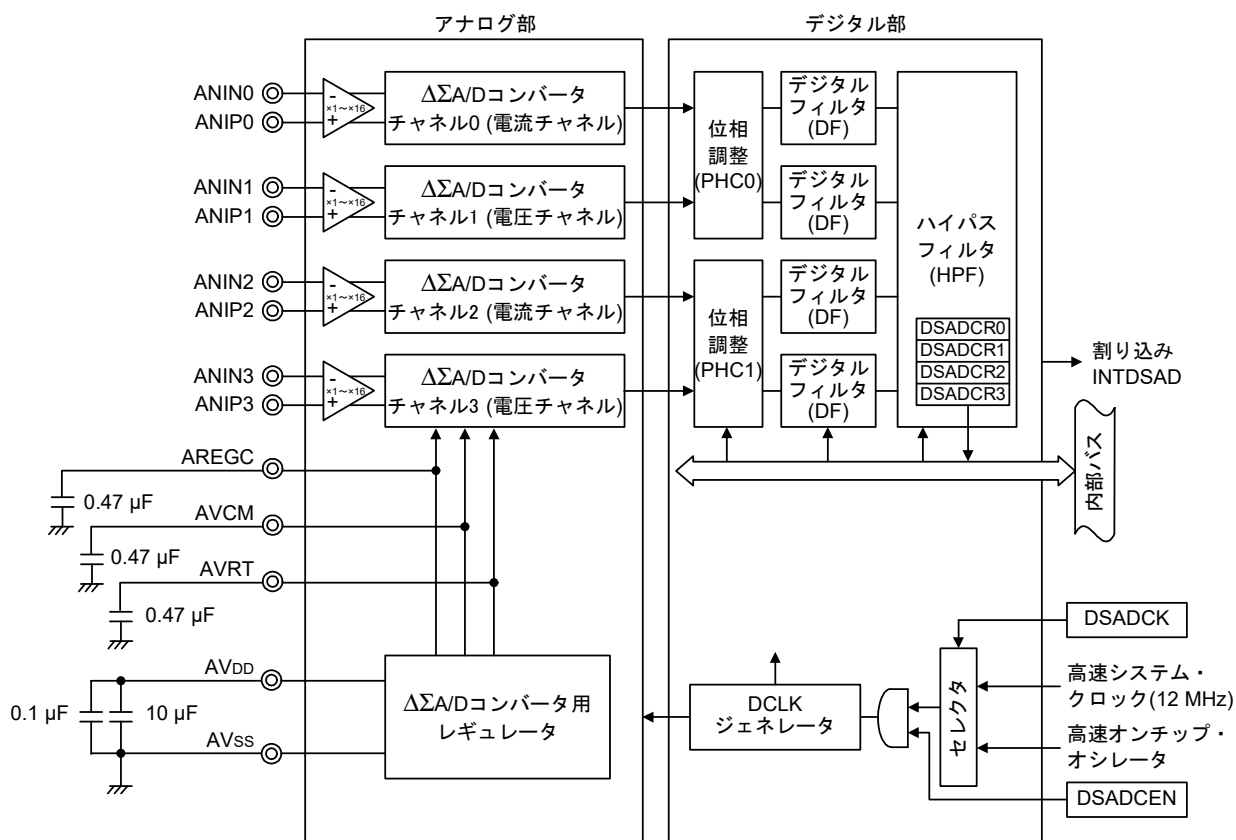 アナログ部
デジタル部
ANIN0
ANIP0
-
×1～×16
+
ΔΣA/Dコンバータ
チャネル0 (電流チャネル)
ANIN1
ANIP1
-
×1～×16
+
ΔΣA/Dコンバータ
チャネル1 (電圧チャネル)
ANIN2
ANIP2
-
×1～×16
+
ΔΣA/Dコンバータ
チャネル2 (電流チャネル)
ANIN3
ANIP3
-
×1～×16
+
ΔΣA/Dコンバータ
チャネル3 (電圧チャネル)
位相
調整
(PHC0)
位相
調整
(PHC1)
デジタル
フィルタ
(DF)
デジタル
フィルタ
(DF)
デジタル
フィルタ
(DF)
デジタル
フィルタ
(DF)
ハイパス
フィルタ
(HPF)
DSADCR0
DSADCR1
DSADCR2
DSADCR3
割り込み
INTDSAD
内部バス
AREGC
0.47 µF
AVCM
0.47 µF
AVRT
0.47 µF
AVDD
0.1 µF
10 µF
AVSS
ΔΣA/Dコンバータ用
レギュレータ
DCLK
ジェネレータ
セレクタ
DSADCK
高速システム・
クロック(12 MHz)
高速オンチップ・
オシレータ
DSADCEN